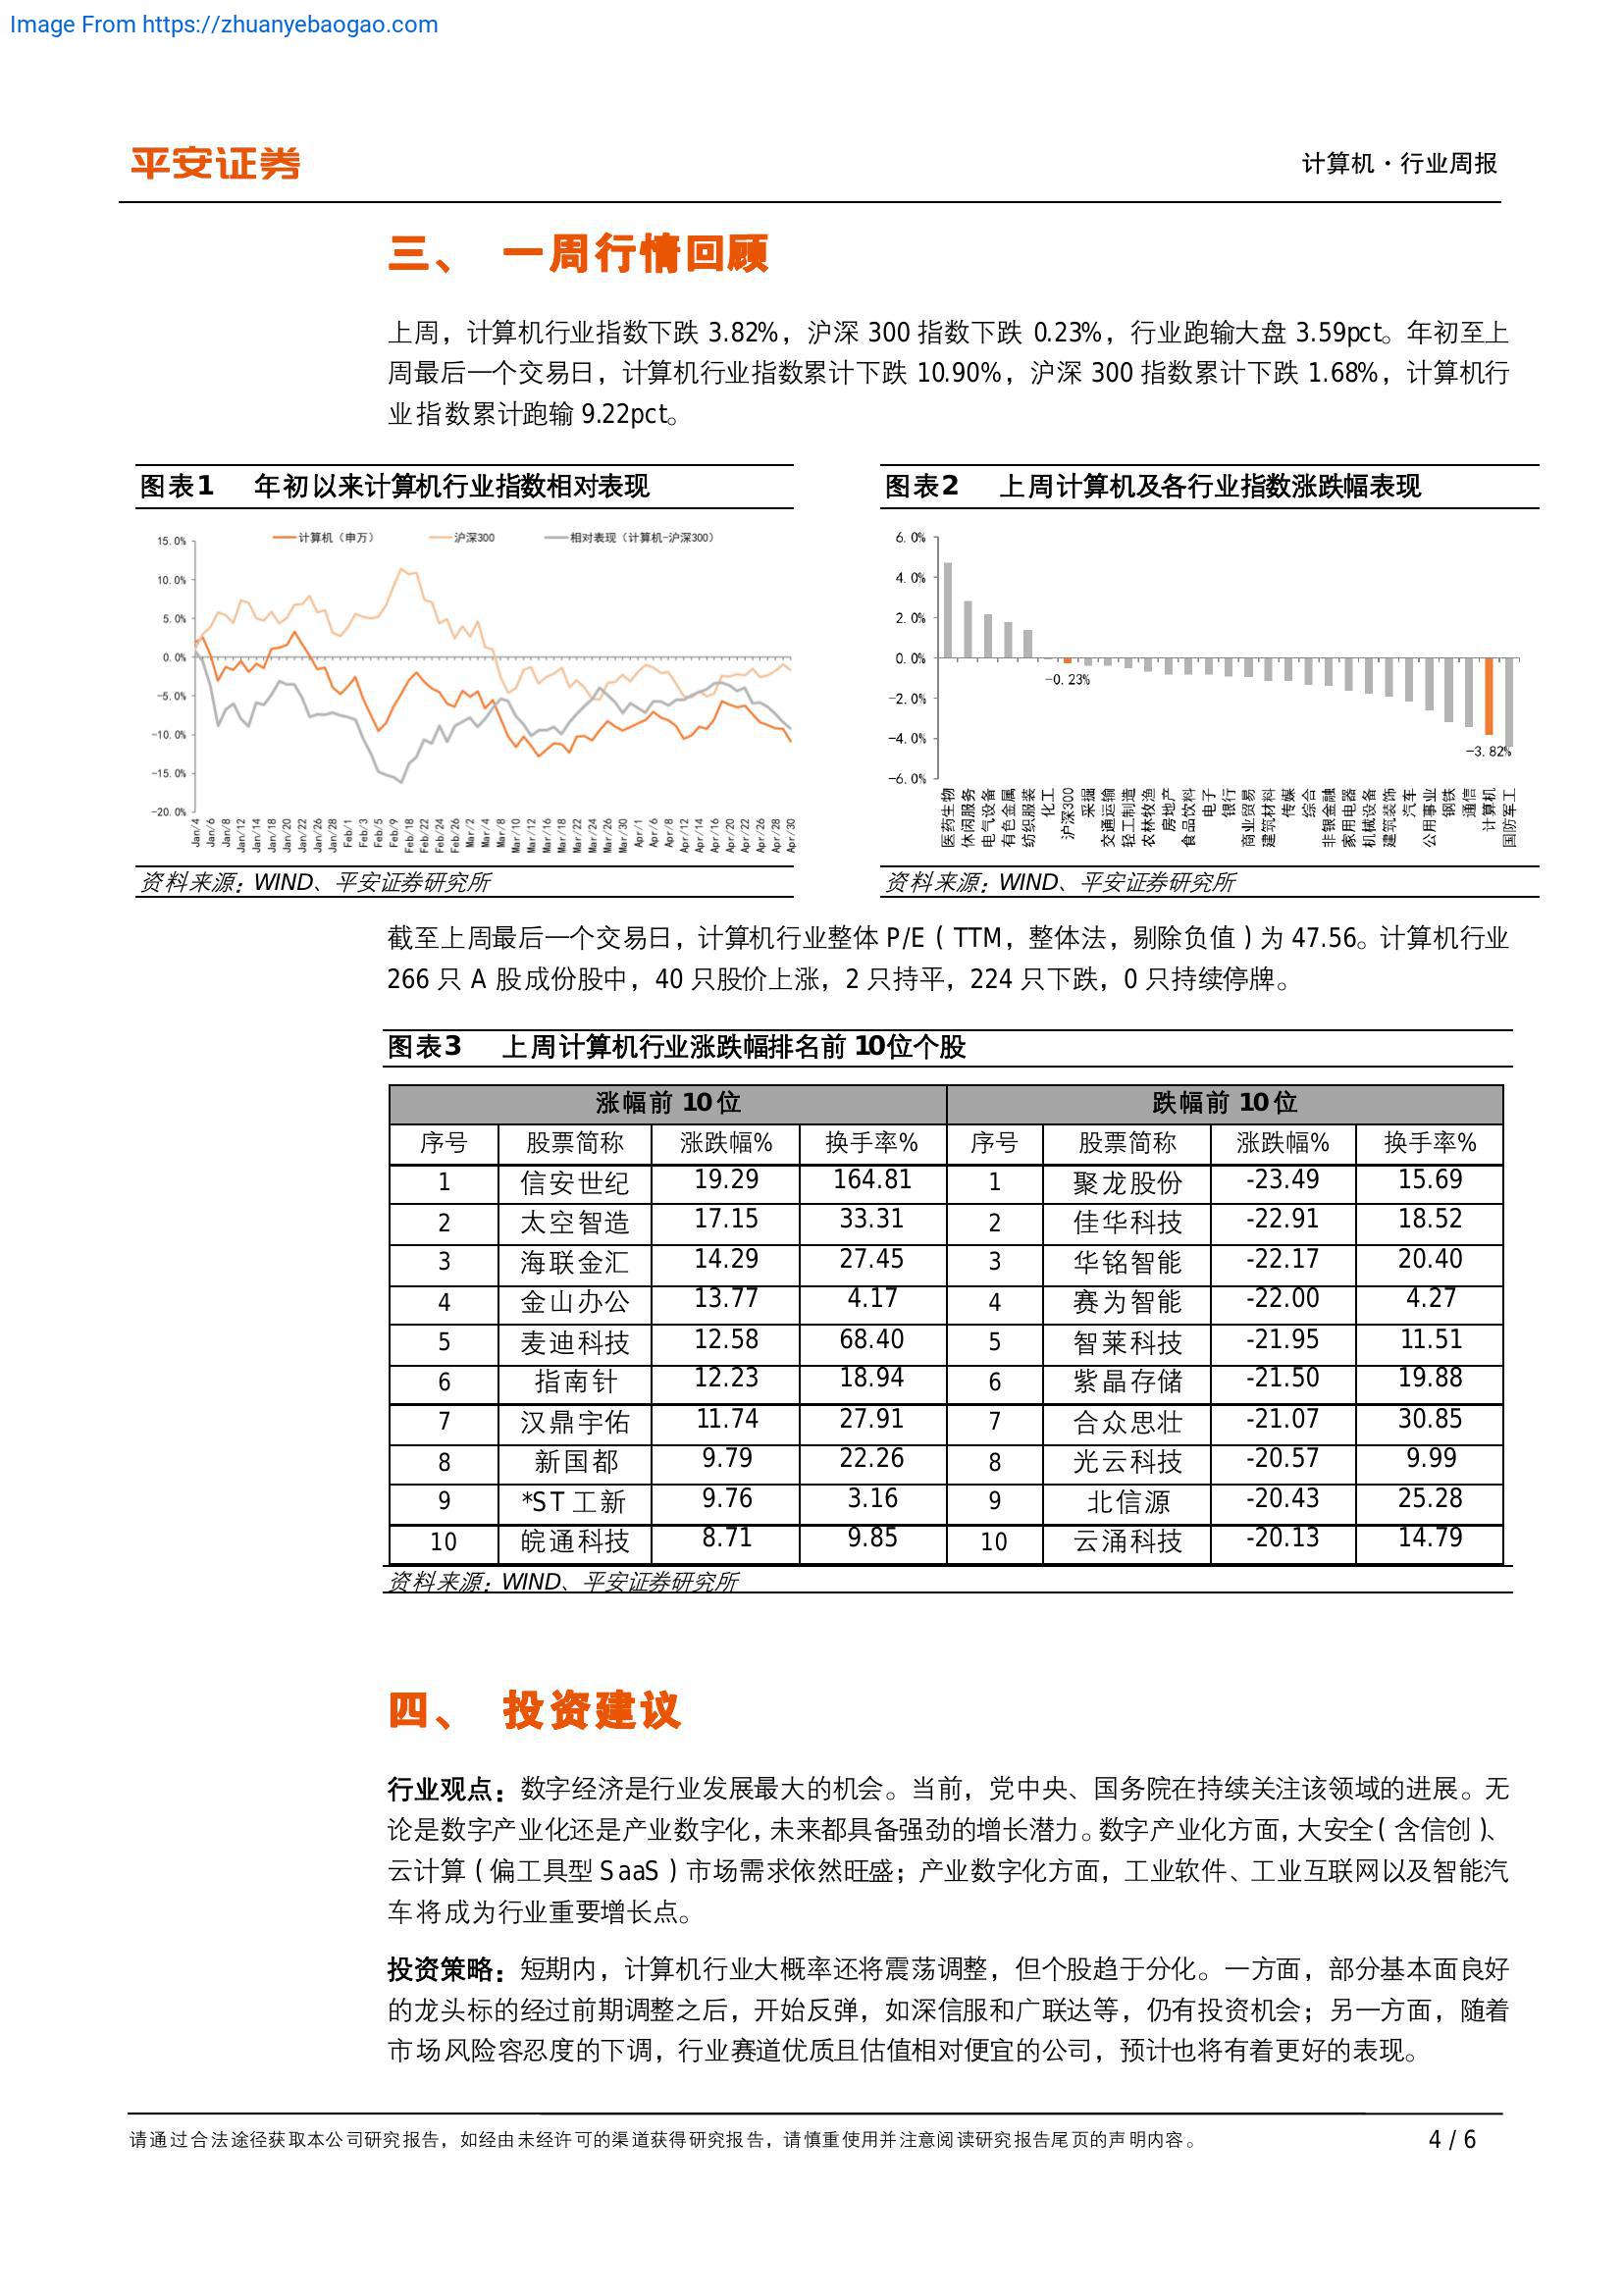 Image From https://zhuanyebaogao.com
平安证券
计算机·行业周报
三、 一周行情回顾
上周，计算机行业指数下跌 3.82%，沪深 300 指数下跌 0.23%，行业跑输大盘 3.59pct。年初至上
周最后一个交易日，计算机行业指数累计下跌 10.90%，沪深 300 指数累计下跌 1.68%，计算机行
业指数累计跑输 9.22pct。
图表1 年初以来计算机行业指数相对表现
计算机（申万） 沪深300 相对表现（计算机-沪深300）
15.0%
10.0%
5.0%
0.0%
-5.0%
-10.0%
-15.0%
-20.0%
Jan/4 Jan/6 Jan/8 Jan/12 Jan/14 Jan/18 Jan/20 Jan/22 Jan/26 Jan/28 Feb/1 Feb/3 Feb/5 Feb/9 Feb/18 Feb/22 Feb/24 Feb/26 Mar/2 Mar/4 Mar/8 Mar/10 Mar/12 Mar/16 Mar/18 Mar/22 Mar/24 Mar/26 Mar/30 Apr/1 Apr/6 Apr/8 Apr/12 Apr/14 Apr/16 Apr/20 Apr/22 Apr/26 Apr/28 Apr/30
资料来源：WIND、平安证券研究所
图表2 上周计算机及各行业指数涨跌幅表现
6.0%
4.0%
2.0%
0.0%
-2.0%
-4.0%
-6.0%
-0.23%
-3.82%
医药生物 休闲服务 电气设备 有色金属 纺织服装 化工 沪深300 采掘 交通运输 轻工制造 农林牧渔 房地产 食品饮料 电子 银行 商业贸易 建筑材料 传媒 综合 非银金融 家用电器 机械设备 建筑装饰 汽车 公用事业 钢铁 通信 计算机 国防军工
资料来源：WIND、平安证券研究所
截至上周最后一个交易日，计算机行业整体 P/E（TTM，整体法，剔除负值）为 47.56。计算机行业
266 只 A 股成份股中，40 只股价上涨，2 只持平，224 只下跌，0 只持续停牌。
图表3 上周计算机行业涨跌幅排名前 10位个股
涨幅前 10 位 跌幅前 10 位
序号 股票简称 涨跌幅% 换手率% 序号 股票简称 涨跌幅% 换手率%
1 信安世纪 19.29 164.81 1 聚龙股份 -23.49 15.69
2 太空智造 17.15 33.31 2 佳华科技 -22.91 18.52
3 海联金汇 14.29 27.45 3 华铭智能 -22.17 20.40
4 金山办公 13.77 4.17 4 赛为智能 -22.00 4.27
5 麦迪科技 12.58 68.40 5 智莱科技 -21.95 11.51
6 指南针 12.23 18.94 6 紫晶存储 -21.50 19.88
7 汉鼎宇佑 11.74 27.91 7 合众思壮 -21.07 30.85
8 新国都 9.79 22.26 8 光云科技 -20.57 9.99
9 *ST 工新 9.76 3.16 9 北信源 -20.43 25.28
10 皖通科技 8.71 9.85 10 云涌科技 -20.13 14.79
资料来源：WIND、平安证券研究所
四、 投资建议
行业观点：数字经济是行业发展最大的机会。当前，党中央、国务院在持续关注该领域的进展。无
论是数字产业化还是产业数字化，未来都具备强劲的增长潜力。数字产业化方面，大安全（含信创）、
云计算（偏工具型 SaaS）市场需求依然旺盛；产业数字化方面，工业软件、工业互联网以及智能汽
车将成为行业重要增长点。
投资策略：短期内，计算机行业大概率还将震荡调整，但个股趋于分化。一方面，部分基本面良好
的龙头标的经过前期调整之后，开始反弹，如深信服和广联达等，仍有投资机会；另一方面，随着
市场风险容忍度的下调，行业赛道优质且估值相对便宜的公司，预计也将有着更好的表现。
请通过合法途径获取本公司研究报告，如经由未经许可的渠道获得研究报告，请慎重使用并注意阅读研究报告尾页的声明内容。
4 / 6